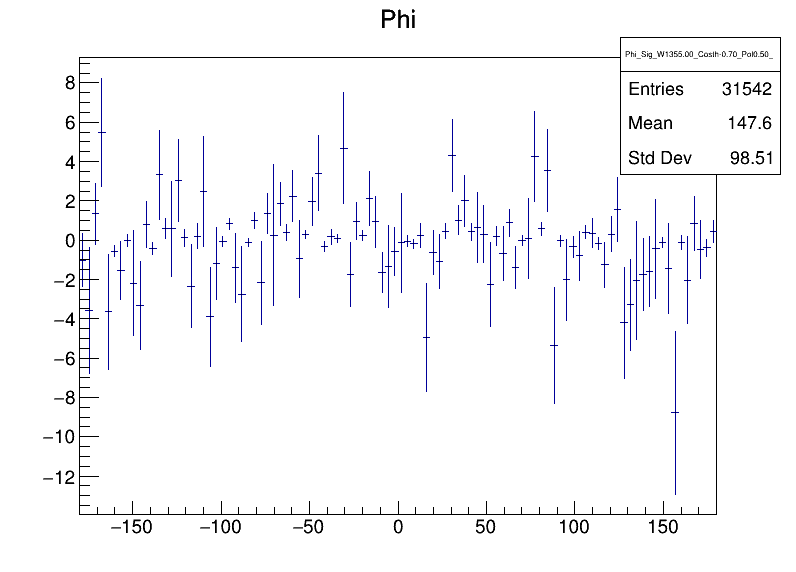 Phi
Phi_Sig_W1355.00_Costh-0.70_Pol0.50_
Entries 31542
Mean 147.6
Std Dev 98.51
8
6
4
2
0
−2
−4
−6
−8
−10
−12
−150 −100 −50 0 50 100 150